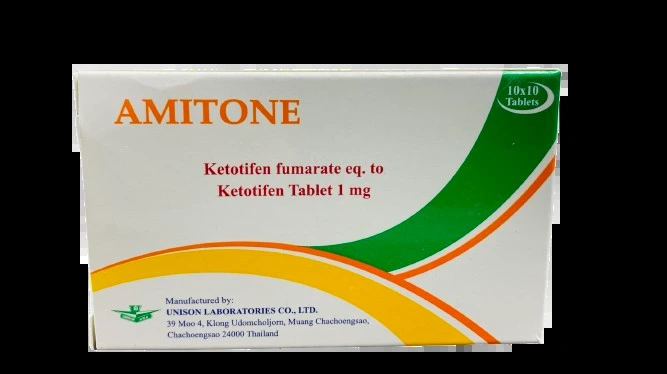 AMITONE
10x10
Tablets
Ketotifen fumarate eq. to
Ketotifen Tablet 1 mg
Manufactured by:
UNISON LABORATORIES CO., LTD.
39 Moo 4, Klong Udomcholjorn, Muang Chachoengsao,
Chachoengsao 24000 Thailand